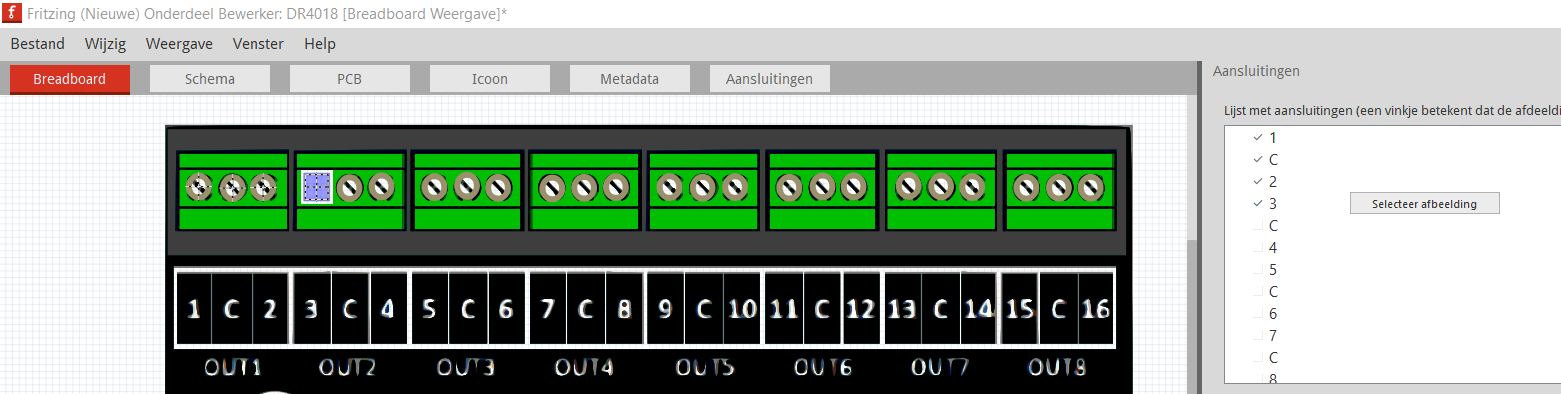 Fritzing (Nieuwe) Onderdeel Bewerker: DR4018 [Breadboard Weergave]*
Bestand Wijzig Weergave Venster Help
Breadboard Schema PCB Icoon Metadata Aansluitingen
Aansluitingen
Lijst met aansluitingen (een vinkje betekent dat de afdeeldi
1
C
2
3
Selecteer afbeelding
C
4
5
C
6
7
C
8
1 C 2 3 C 4 5 C 6 7 C 8 9 C 10 11 C 12 13 C 14 15 C 16
OUT1 OUT2 OUT3 OUT4 OUT5 OUT6 OUT7 OUT8